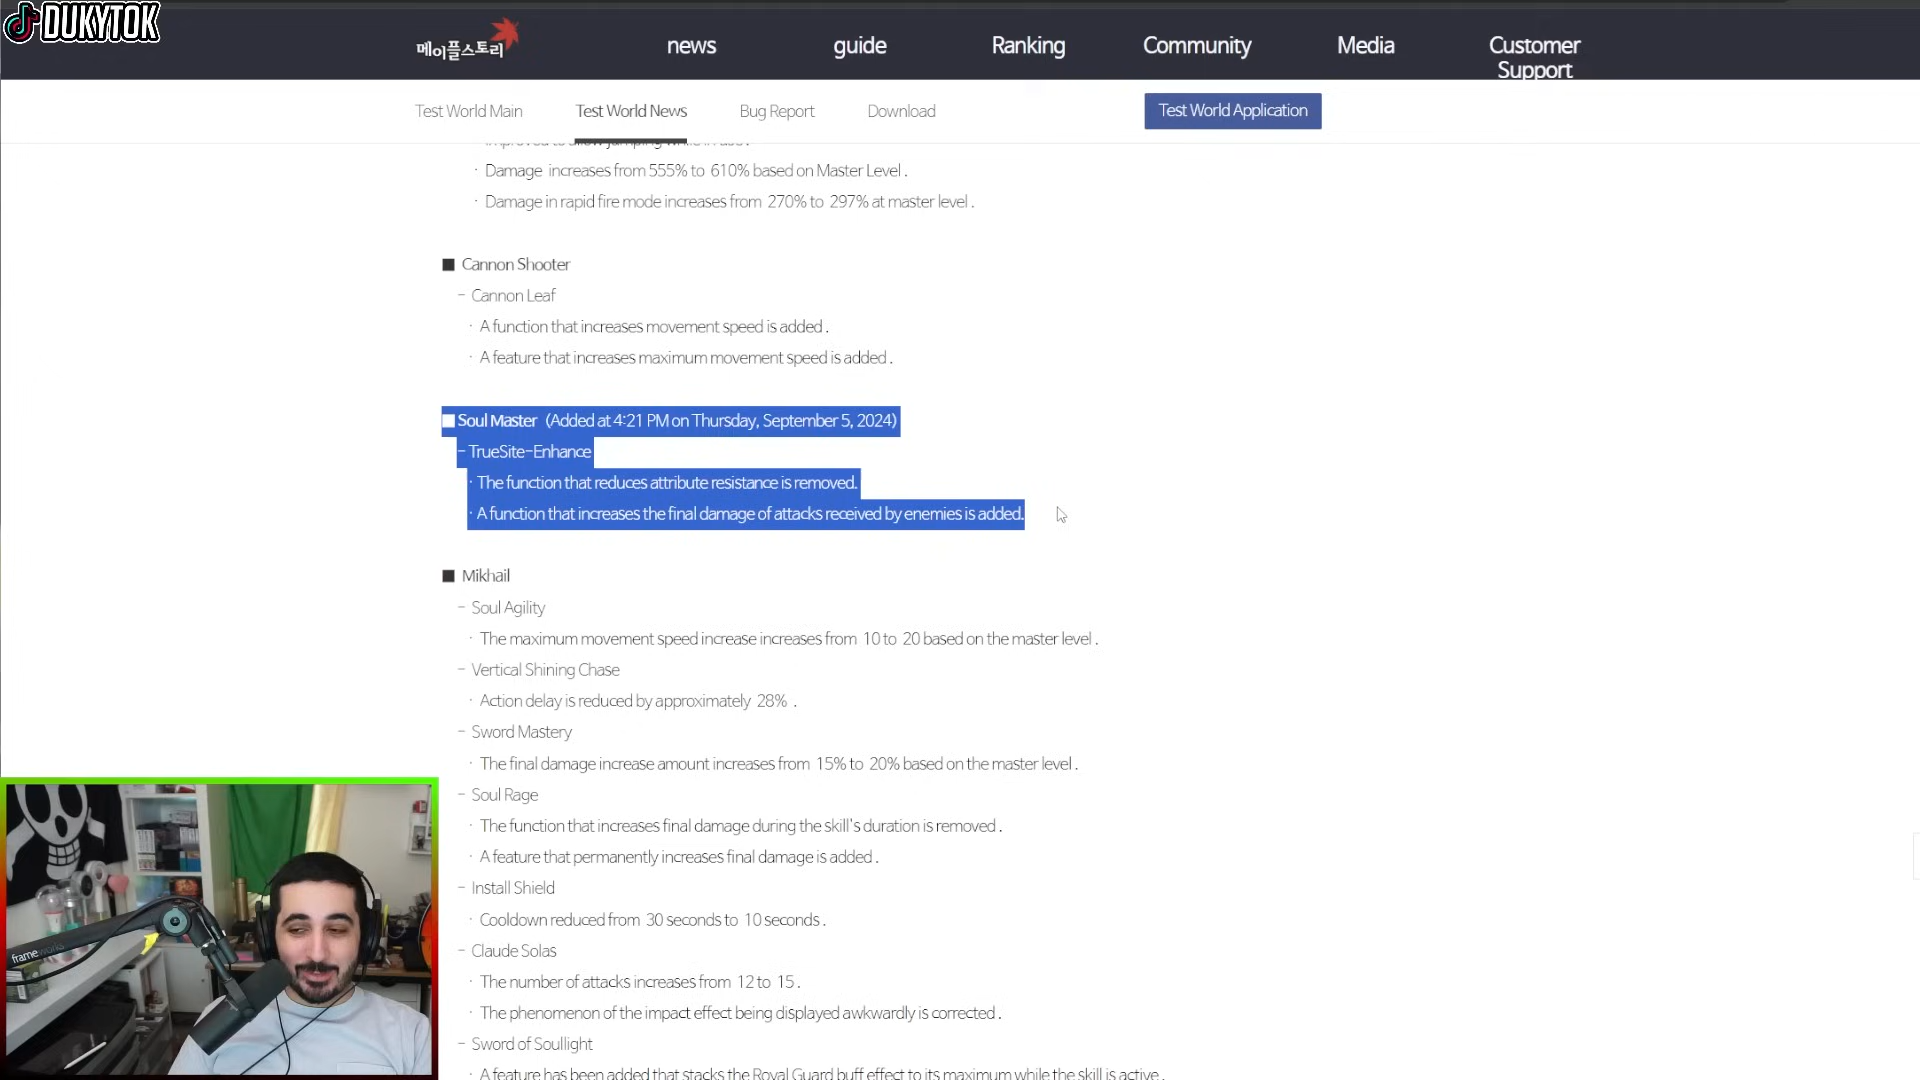 DUKYTOK
메이플스토리
news
guide
Ranking
Community
Media
Customer Support
Test World Main
Test World News
Bug Report
Download
Test World Application
Improved to allow jumping while in use.
· Damage increases from 555% to 610% based on Master Level .
· Damage in rapid fire mode increases from 270% to 297% at master level .
■ Cannon Shooter
- Cannon Leaf
· A function that increases movement speed is added .
· A feature that increases maximum movement speed is added .
■ Soul Master (Added at 4:21 PM on Thursday, September 5, 2024)
- TrueSite-Enhance
· The function that reduces attribute resistance is removed.
· A function that increases the final damage of attacks received by enemies is added.
■ Mikhail
- Soul Agility
· The maximum movement speed increase increases from 10 to 20 based on the master level .
- Vertical Shining Chase
· Action delay is reduced by approximately 28% .
- Sword Mastery
· The final damage increase amount increases from 15% to 20% based on the master level .
- Soul Rage
· The function that increases final damage during the skill's duration is removed .
· A feature that permanently increases final damage is added .
- Install Shield
· Cooldown reduced from 30 seconds to 10 seconds .
- Claude Solas
· The number of attacks increases from 12 to 15 .
· The phenomenon of the impact effect being displayed awkwardly is corrected .
- Sword of Soullight
· A feature has been added that stacks the Royal Guard buff effect to its maximum while the skill is active .
frameworks